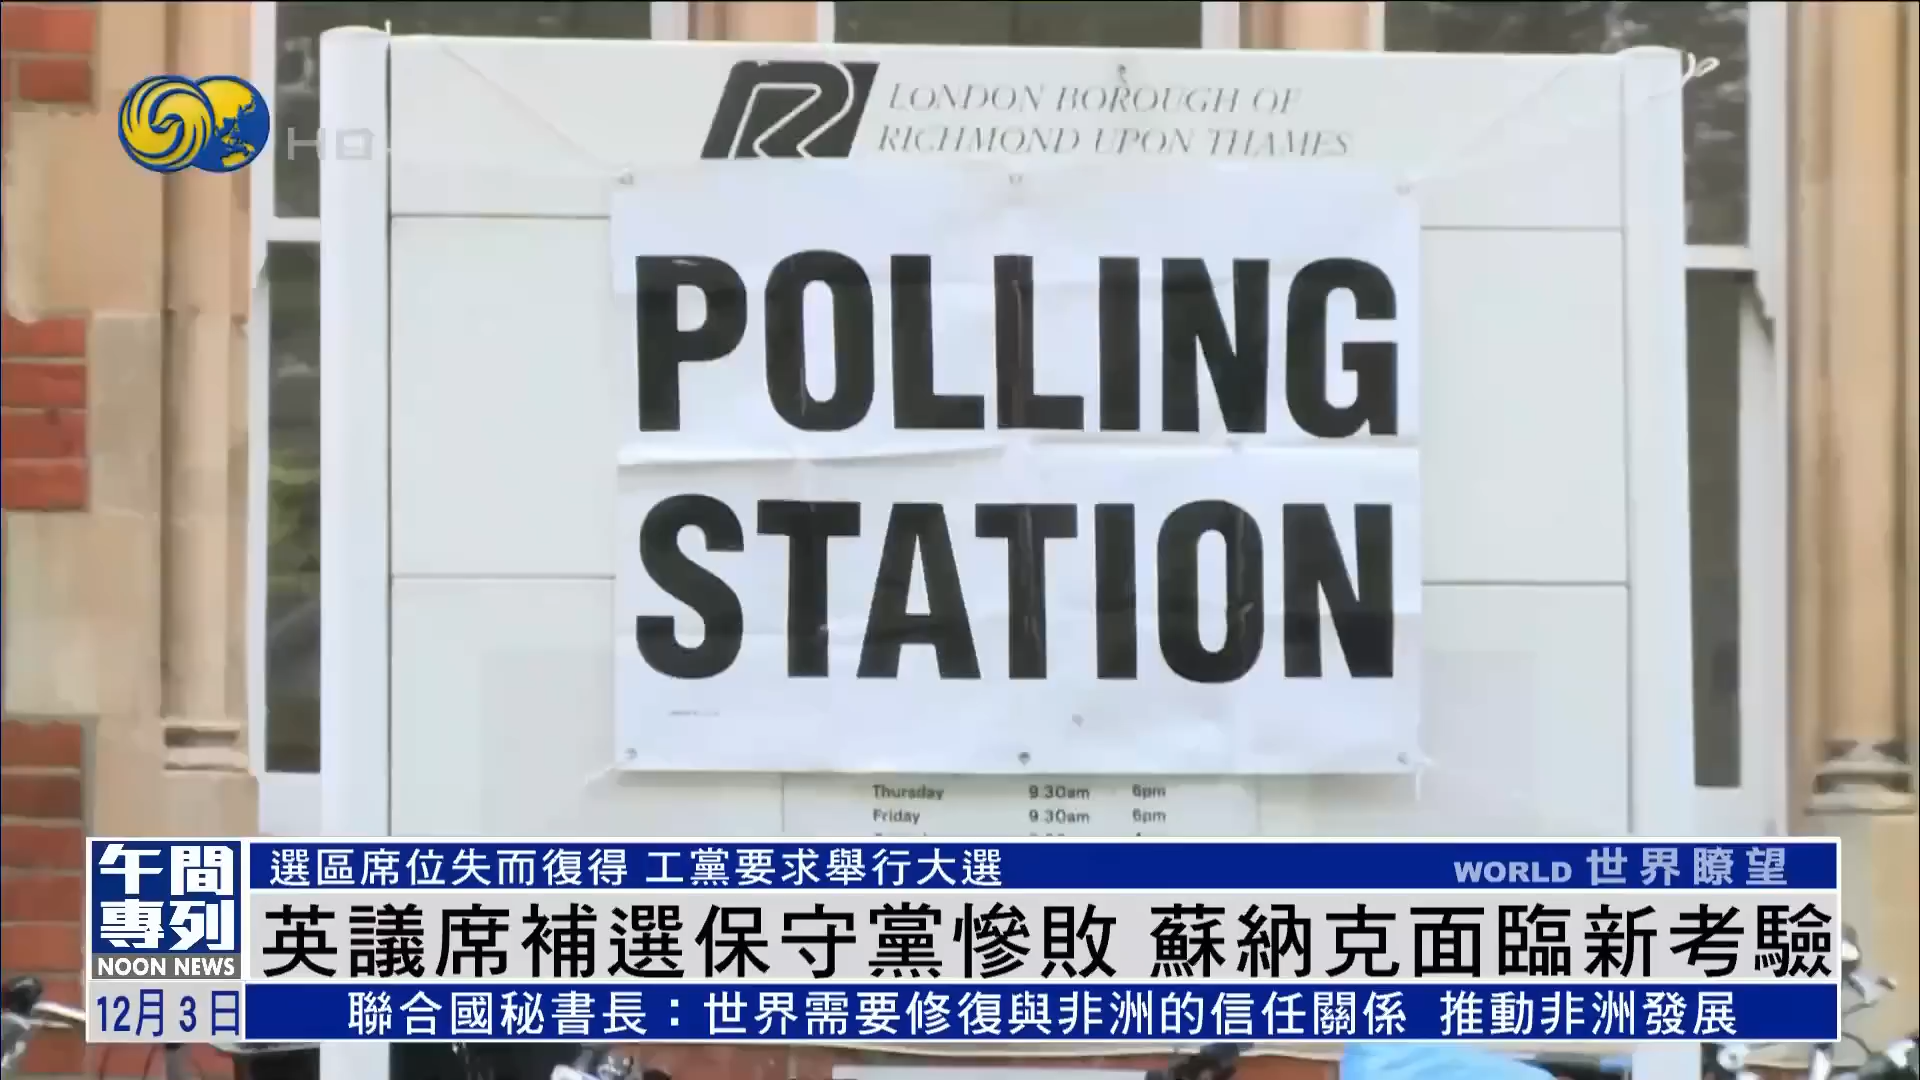 HD
LONDON BOROUGH OF
RICHMOND UPON THAMES
POLLING
STATION
Thursday 9.30am 6pm
Friday 9.30am 6pm
午間
專列
NOON NEWS
選區席位失而復得 工黨要求舉行大選
WORLD 世界瞭望
英議席補選保守黨慘敗 蘇納克面臨新考驗
12月3日
聯合國秘書長：世界需要修復與非洲的信任關係 推動非洲發展